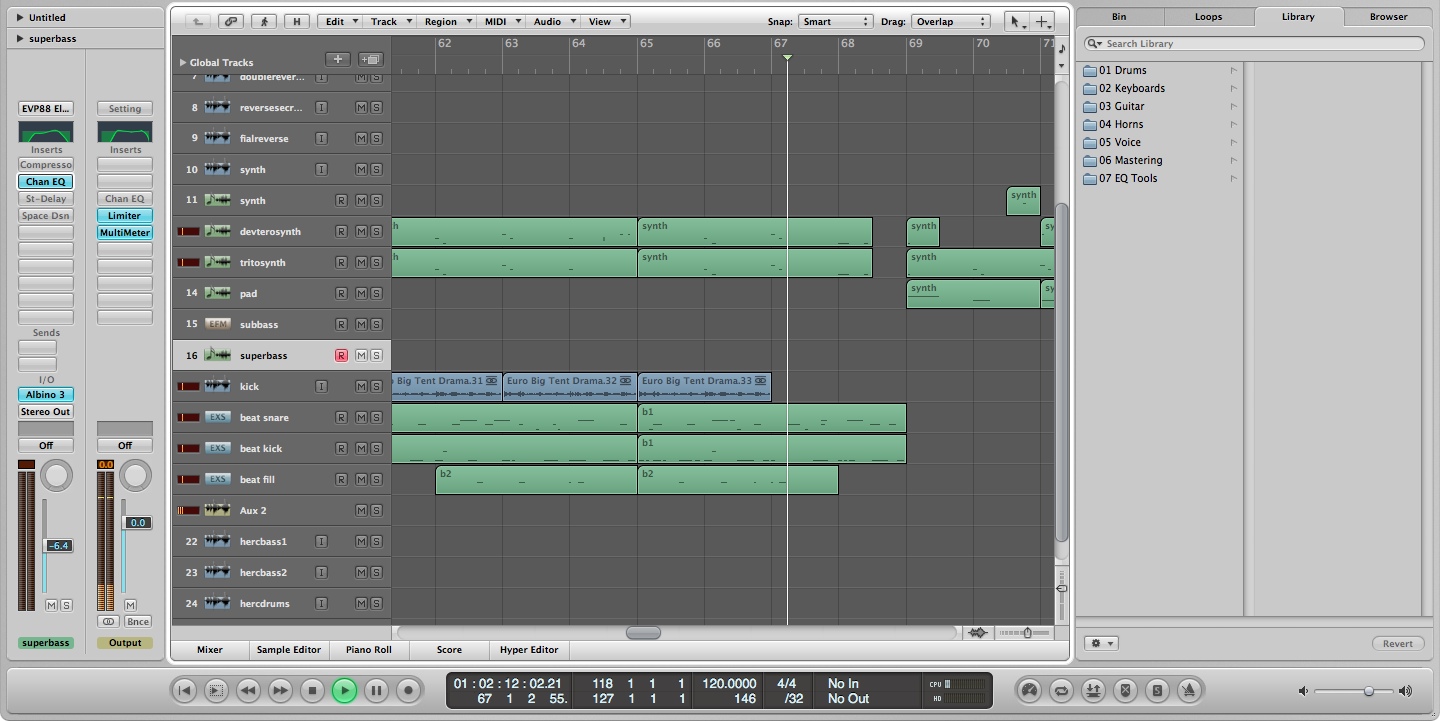 Untitled
superbass
EVP88 El...
Setting
Inserts
Inserts
Compresso
Chan EQ
St-Delay
Chan EQ
Space Dsn
Limiter
MultiMeter
Sends
I/O
Albino 3
Stereo Out
Off
Off
0.0
0.0
-6.4
M S
M
Bnce
superbass
Output
H
Edit
Track
Region
MIDI
Audio
View
Snap: Smart
Drag: Overlap
62 63 64 65 66 67 68 69 70 71
Global Tracks
7 doublerever... I M S
8 reversesecr... I M S
9 fialreverse M S
10 synth I M S
11 synth R M S
synth
devterosynth R M S
h synth synth sy
tritosynth R M S
h synth synth
14 pad R M S
synth sy
15 EFM subbass R M S
16 superbass R M S
kick I M S
Big Tent Drama.31 Euro Big Tent Drama.32 Euro Big Tent Drama.33
EXS beat snare R M S
b1
EXS beat kick R M S
b1
EXS beat fill R M S
b2 b2
Aux 2 M S
22 hercbass1 I M S
23 hercbass2 I M S
24 hercdrums I M S
Mixer
Sample Editor
Piano Roll
Score
Hyper Editor
Bin
Loops
Library
Browser
Search Library
01 Drums
02 Keyboards
03 Guitar
04 Horns
05 Voice
06 Mastering
07 EQ Tools
Revert
01 : 02 : 12 : 02.21 118 1 1 1 120.0000 4/4 No In CPU
67 1 2 55. 127 1 1 1 146 /32 No Out HD
S